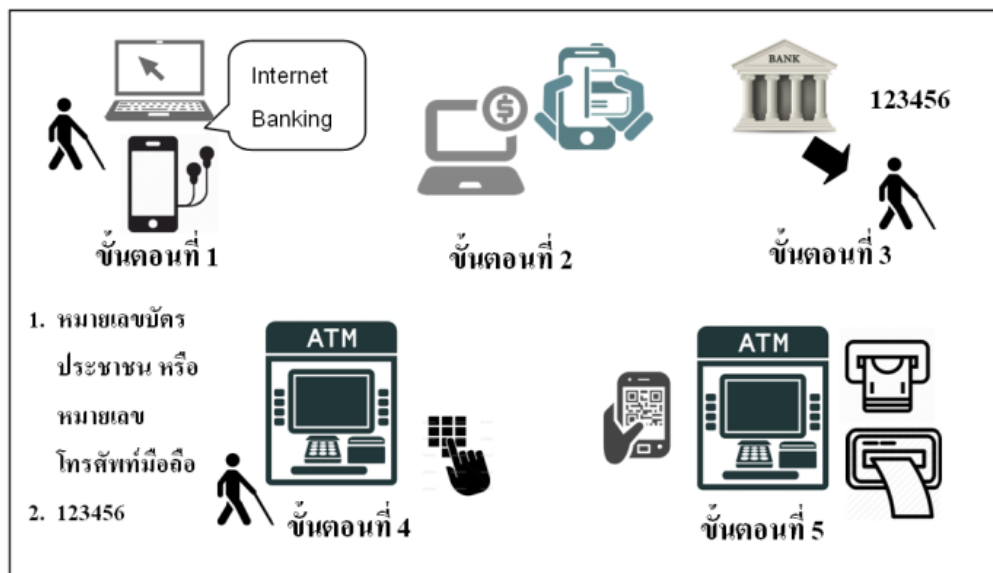 Internet
Banking
BANK
123456
ขั้นตอนที่ 1
ขั้นตอนที่ 2
ขั้นตอนที่ 3
1. หมายเลขบัตร
ประชาชน หรือ
หมายเลข
โทรศัพท์มือถือ
2. 123456
ATM
ขั้นตอนที่ 4
ATM
ขั้นตอนที่ 5